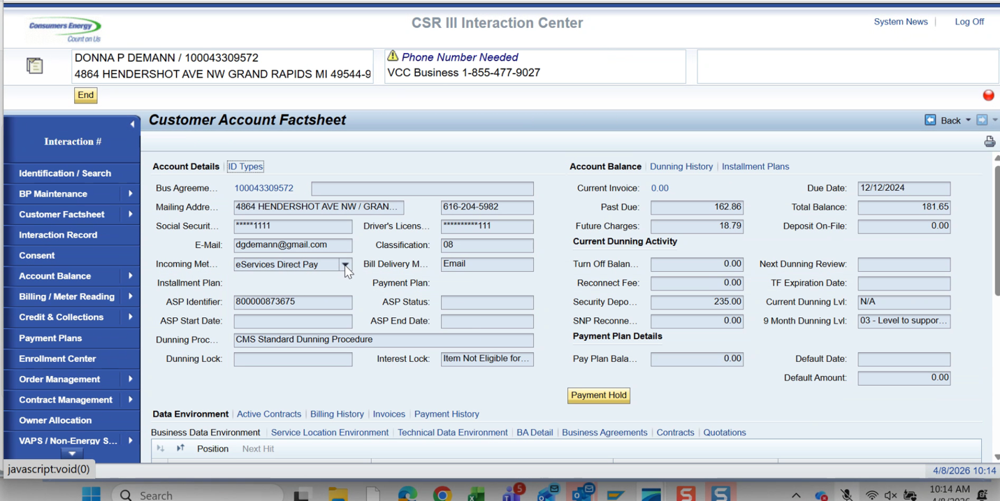 Consumers Energy
Count on Us
CSR III Interaction Center
System News | Log Off
DONNA P DEMANN / 100043309572
4864 HENDERSHOT AVE NW GRAND RAPIDS MI 49544-9
Phone Number Needed
VCC Business 1-855-477-9027
End
Customer Account Factsheet
Back
Interaction #
Identification / Search
BP Maintenance
Customer Factsheet
Interaction Record
Consent
Account Balance
Billing / Meter Reading
Credit & Collections
Payment Plans
Enrollment Center
Order Management
Contract Management
Owner Allocation
VAPS / Non-Energy S...
Account Details | ID Types
Bus Agreeme... 100043309572
Mailing Addre... 4864 HENDERSHOT AVE NW / GRAN... 616-204-5982
Social Securit... *****1111 Driver's Licens... **********111
E-Mail: dgdemann@gmail.com Classification: 08
Incoming Met... eServices Direct Pay Bill Delivery M... Email
Installment Plan: Payment Plan:
ASP Identifier: 800000873675 ASP Status:
ASP Start Date: ASP End Date:
Dunning Proc... CMS Standard Dunning Procedure
Dunning Lock: Interest Lock: Item Not Eligible for...
Account Balance | Dunning History | Installment Plans
Current Invoice: 0.00 Due Date: 12/12/2024
Past Due: 162.86 Total Balance: 181.65
Future Charges: 18.79 Deposit On-File: 0.00
Current Dunning Activity
Turn Off Balan... 0.00 Next Dunning Review:
Reconnect Fee: 0.00 TF Expiration Date:
Security Depo... 235.00 Current Dunning Lvl: N/A
SNP Reconne... 0.00 9 Month Dunning Lvl: 03 - Level to suppor...
Payment Plan Details
Pay Plan Bala... 0.00 Default Date:
Default Amount: 0.00
Payment Hold
Data Environment | Active Contracts | Billing History | Invoices | Payment History
Business Data Environment | Service Location Environment | Technical Data Environment | BA Detail | Business Agreements | Contracts | Quotations
Position Next Hit
javascript:void(0)
4/8/2026 10:14
Search
5
10:14 AM